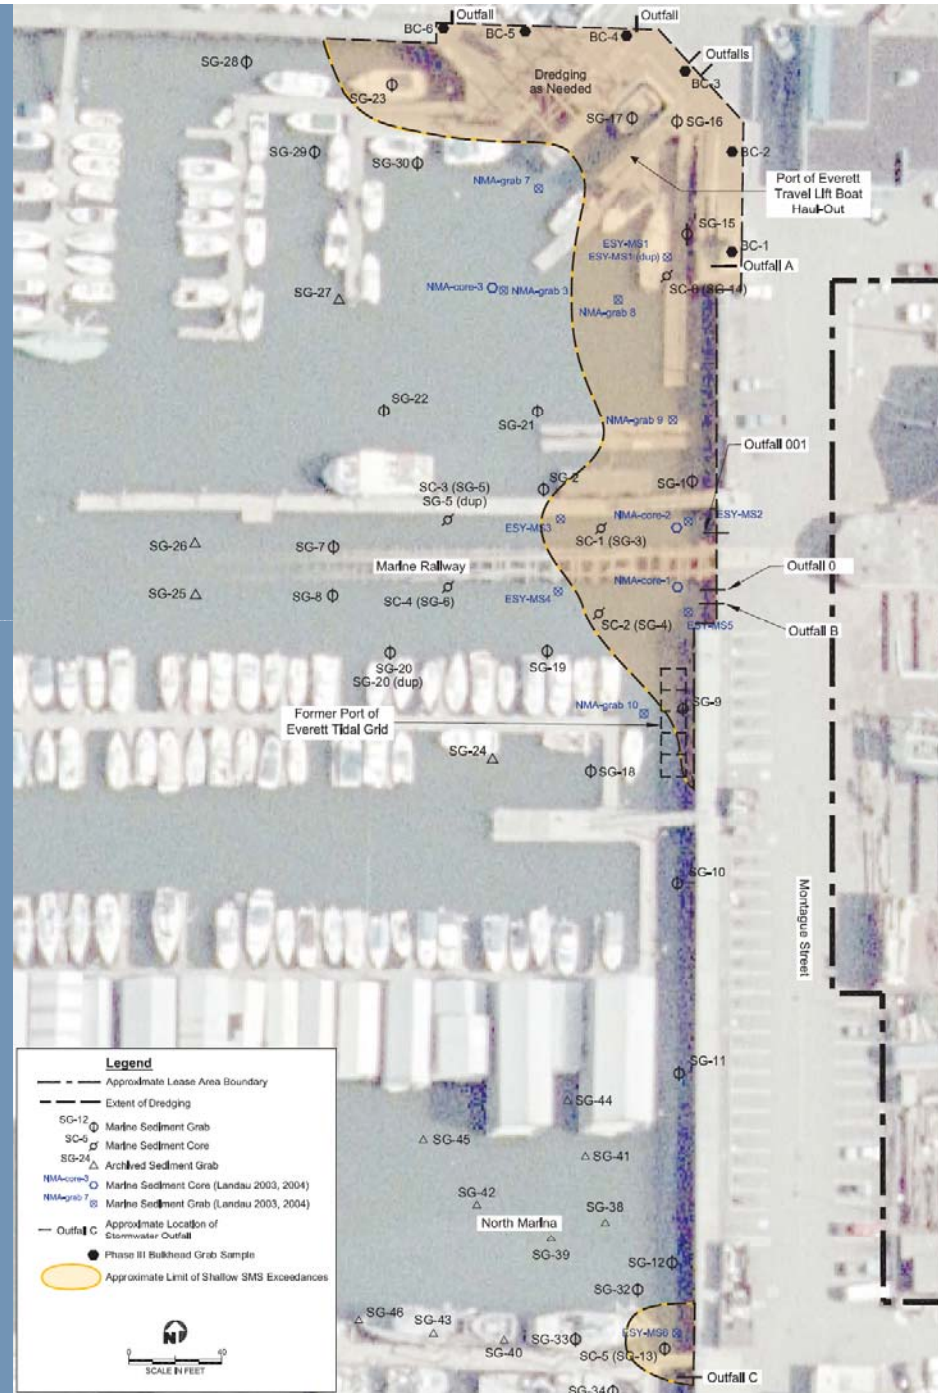 Outfall
Outfall
BC-6
BC-5
BC-4
Outfalls
SG-28
BC-3
Dredging
as Needed
SG-23
SG-17
SG-16
SG-29
BC-2
SG-30
Port of Everett
Travel Lift Boat
Haul-Out
NMA-grab 7
SG-15
ESY-MS1
ESY-MS1 (dup)
BC-1
Outfall A
SG-27
NMA-core-3
NMA-grab 3
NMA-grab 8
SG-22
SG-21
NMA-grab 9
Outfall 001
SG-2
SG-1
SC-3 (SG-5)
SG-5 (dup)
NMA-core-2
ESY-MS2
ESY-MS3
SC-1 (SG-3)
SG-26
SG-7
Marine Railway
Outfall 0
NMA-core-1
SG-25
SG-8
SC-4 (SG-6)
ESY-MS4
SC-2 (SG-4)
ESY-MS5
Outfall B
SG-20
SG-20 (dup)
SG-19
SG-9
NMA-grab 10
Former Port of
Everett Tidal Grid
SG-24
SG-18
SG-10
Montague Street
SG-11
SG-44
SG-45
SG-41
SG-42
North Marina
SG-38
SG-39
SG-12
SG-32
SG-46
SG-43
SG-40
SG-33
ESY-MS6
SC-5 (SG-13)
Outfall C
SG-34
Legend
Approximate Lease Area Boundary
Extent of Dredging
SG-12 Marine Sediment Grab
SC-5 Marine Sediment Core
SG-24 Archived Sediment Grab
NMA-core-3 Marine Sediment Core (Landau 2003, 2004)
NMA-grab 7 Marine Sediment Grab (Landau 2003, 2004)
Outfall C Approximate Location of
Stormwater Outfall
Phase III Bulkhead Grab Sample
Approximate Limit of Shallow SMS Exceedances
N
0
SCALE IN FEET